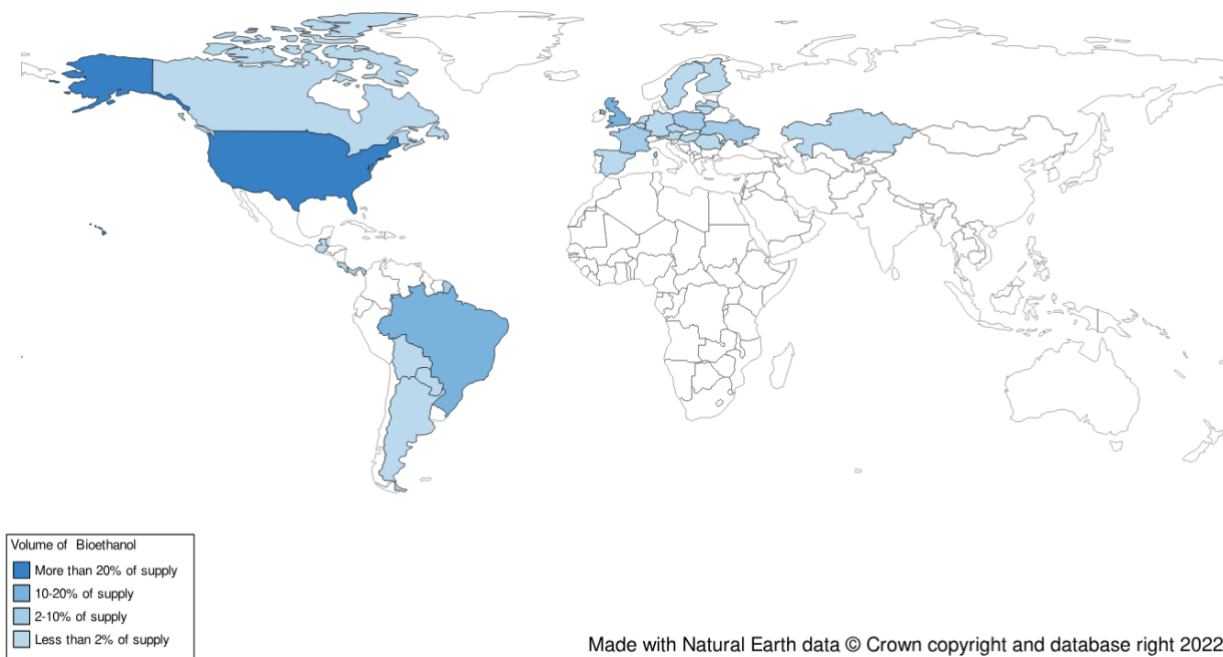 Volume of Bioethanol
More than 20% of supply
10-20% of supply
2-10% of supply
Less than 2% of supply
Made with Natural Earth data © Crown copyright and database right 2022